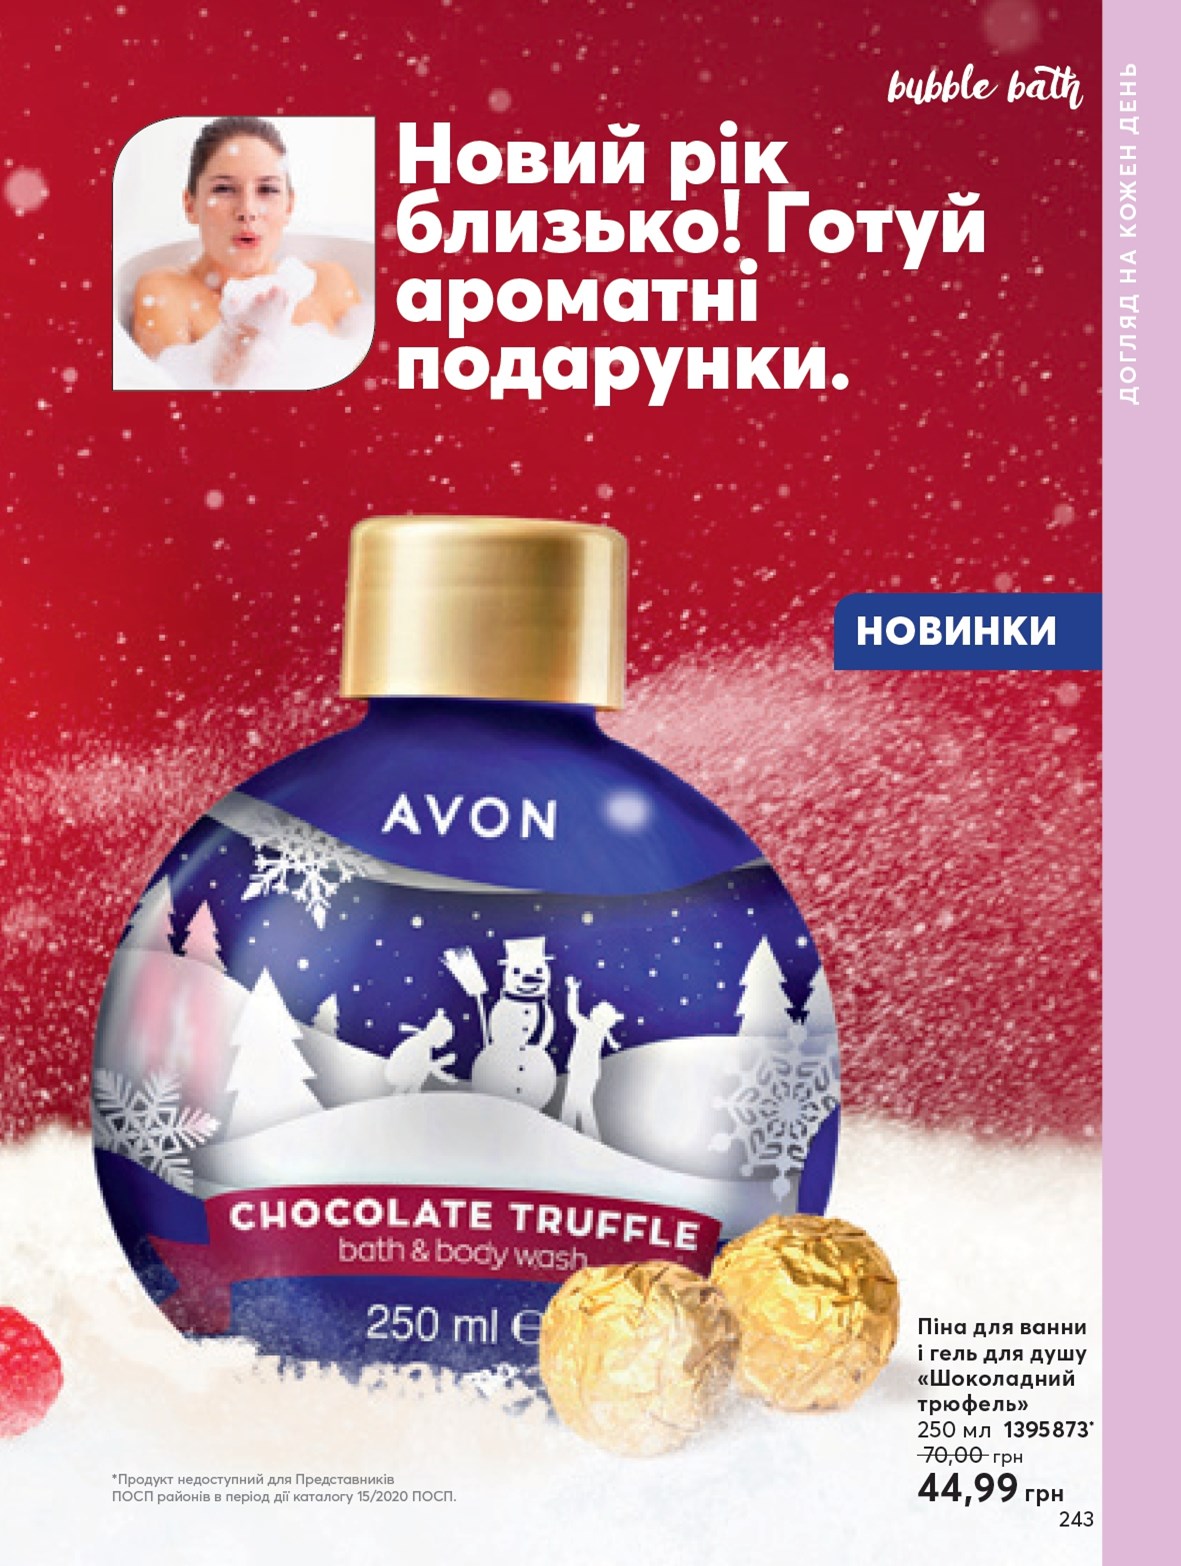 bubble bath
ДОГЛЯД НА КОЖЕН ДЕНЬ
Новий рік
близько! Готуй
ароматні
подарунки.
НОВИНКИ
AVON
CHOCOLATE TRUFFLE
bath & body wash
250 ml e
Піна для ванни
і гель для душу
«Шоколадний
трюфель»
250 мл 1395873*
70,00 грн
44,99 грн
*Продукт недоступний для Представників
ПОСП районів в період дії каталогу 15/2020 ПОСП.
243